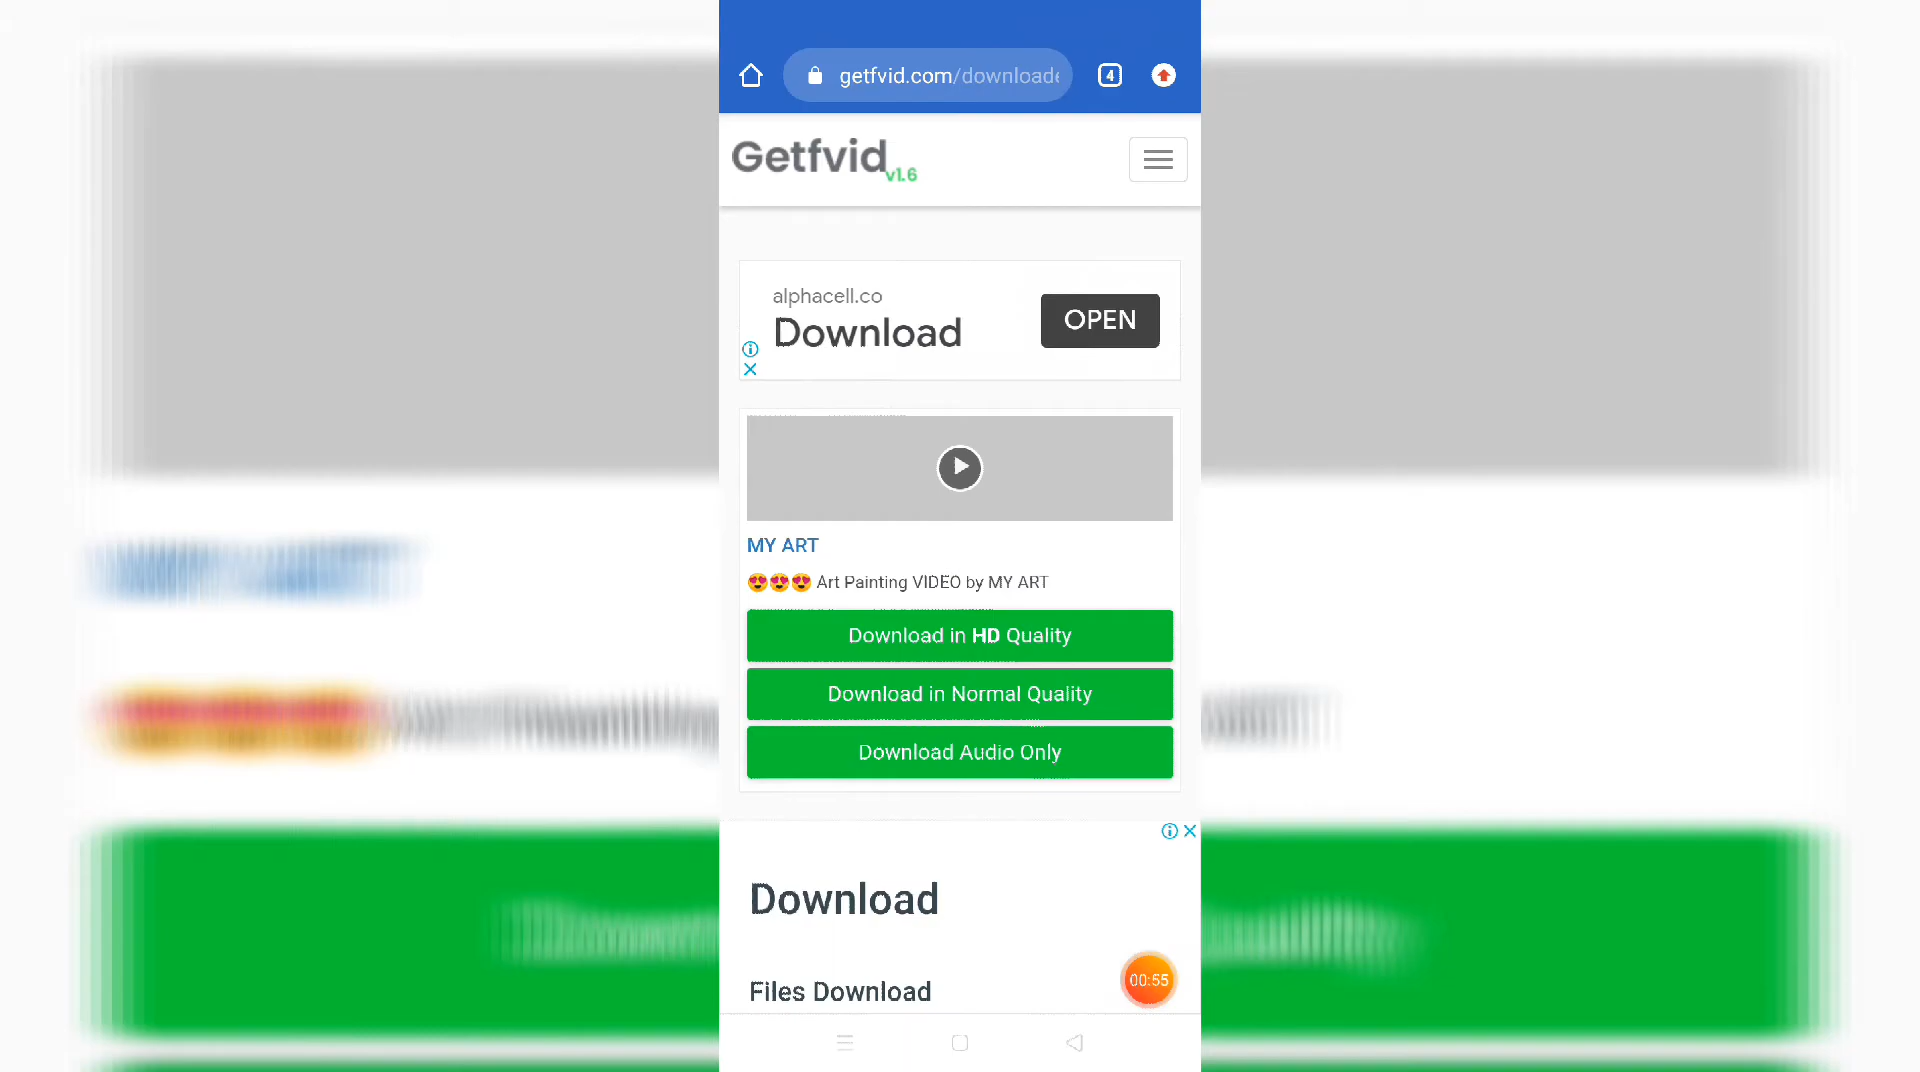 getfvid.com/downloade
4
Getfvid
v1.6
alphacell.co
Download
OPEN
MY ART
😍😍😍 Art Painting VIDEO by MY ART
Download in HD Quality
Download in Normal Quality
Download Audio Only
Download
Files Download
00:55